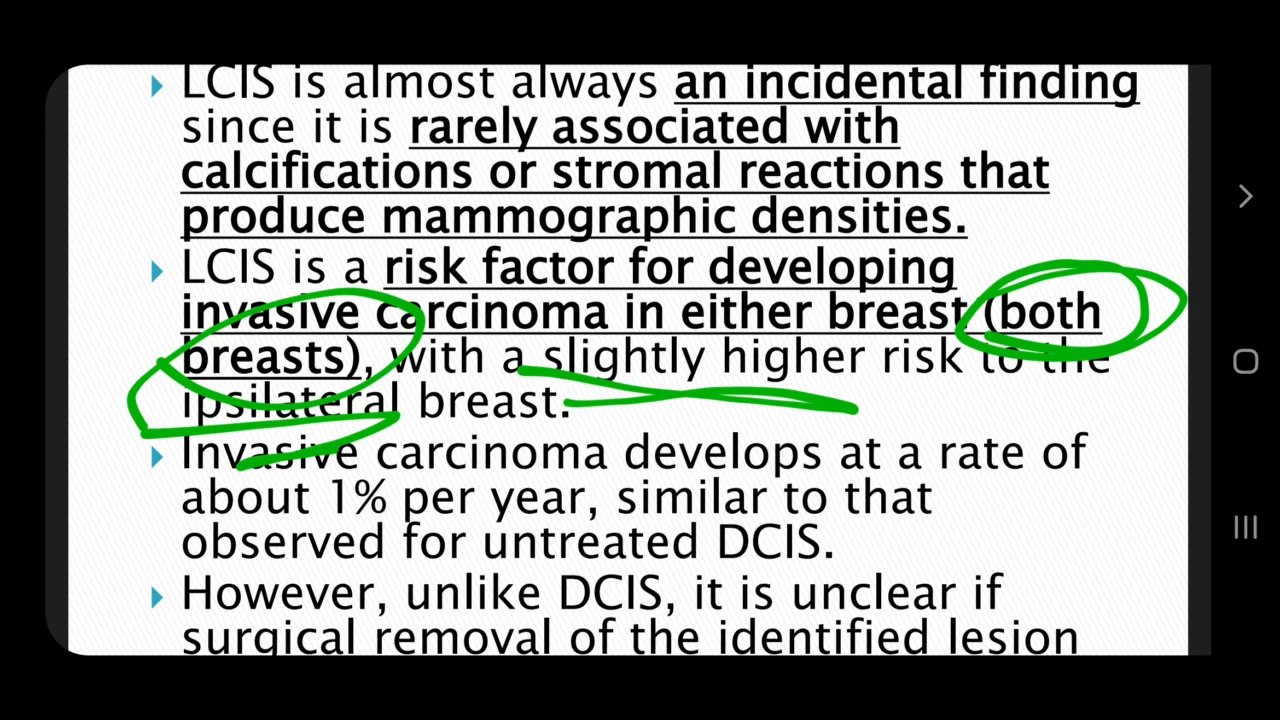 LCIS is almost always an incidental finding
since it is rarely associated with
calcifications or stromal reactions that
produce mammographic densities.
LCIS is a risk factor for developing
invasive carcinoma in either breast (both
breasts), with a slightly higher risk to the
ipsilateral breast.
Invasive carcinoma develops at a rate of
about 1% per year, similar to that
observed for untreated DCIS.
However, unlike DCIS, it is unclear if
surgical removal of the identified lesion